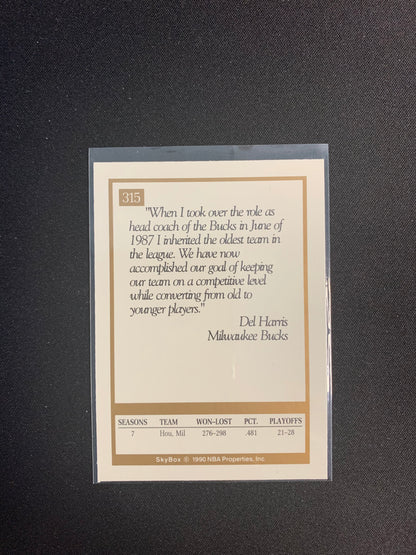 315
"When I took over the role as
head coach of the Bucks in June of
1987 I inherited the oldest team in
the league. We have now
accomplished our goal of keeping
our team on a competitive level
while converting from old to
younger players."
Del Harris
Milwaukee Bucks
SEASONS TEAM WON–LOST PCT. PLAYOFFS
7 Hou, Mil 276–298 .481 21–28
SkyBox © 1990 NBA Properties, Inc